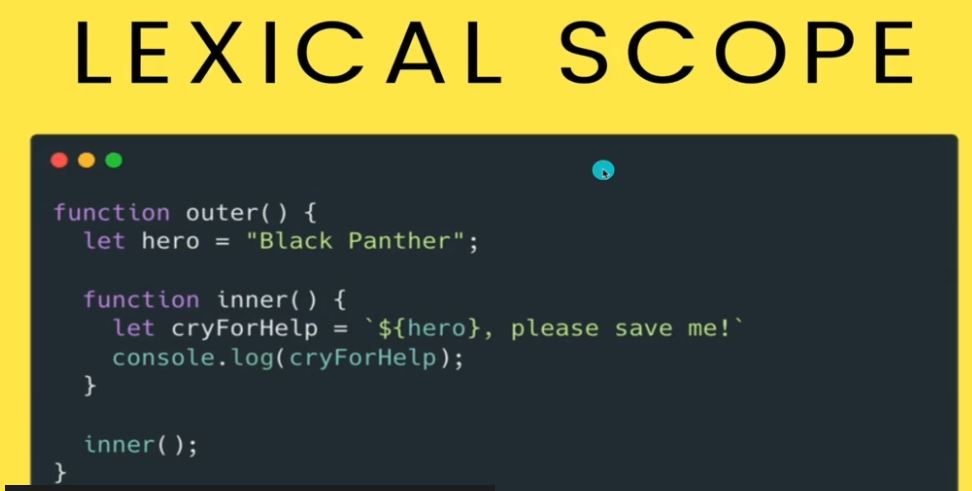 LEXICAL SCOPE
function outer() {
  let hero = "Black Panther";
  function inner() {
    let cryForHelp = `${hero}, please save me!`
    console.log(cryForHelp);
  }
  inner();
}